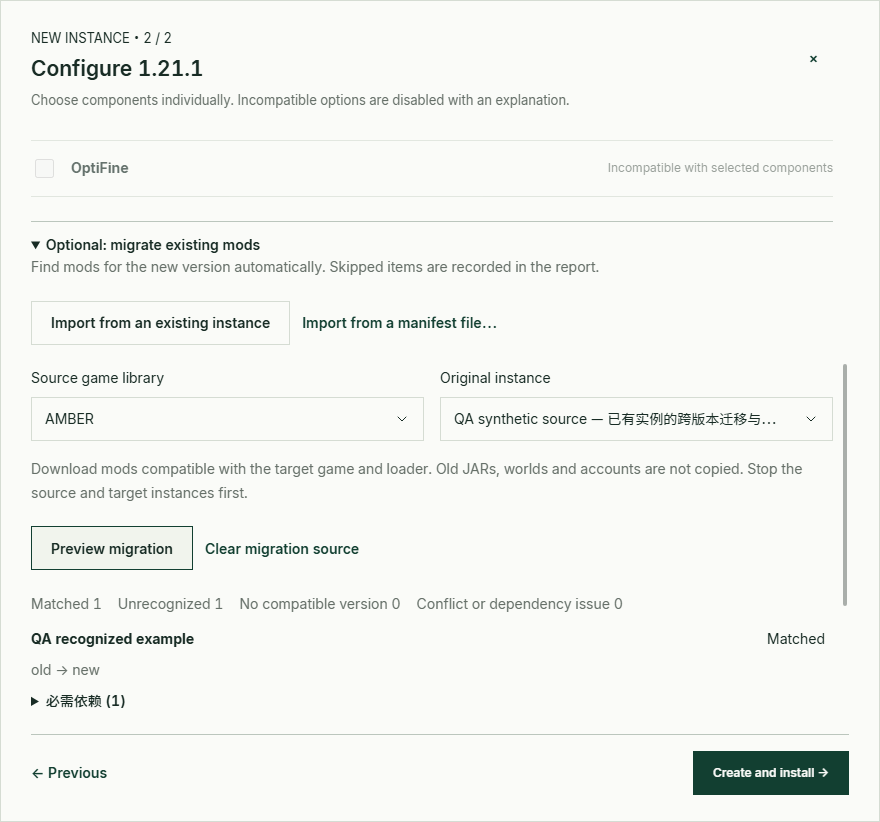 NEW INSTANCE • 2 / 2
Configure 1.21.1
×
Choose components individually. Incompatible options are disabled with an explanation.
OptiFine
Incompatible with selected components
▼ Optional: migrate existing mods
Find mods for the new version automatically. Skipped items are recorded in the report.
Import from an existing instance
Import from a manifest file…
Source game library
Original instance
AMBER
QA synthetic source — 已有实例的跨版本迁移与…
Download mods compatible with the target game and loader. Old JARs, worlds and accounts are not copied. Stop the
source and target instances first.
Preview migration
Clear migration source
Matched 1 Unrecognized 1 No compatible version 0 Conflict or dependency issue 0
QA recognized example
Matched
old → new
▶ 必需依赖 (1)
← Previous
Create and install →